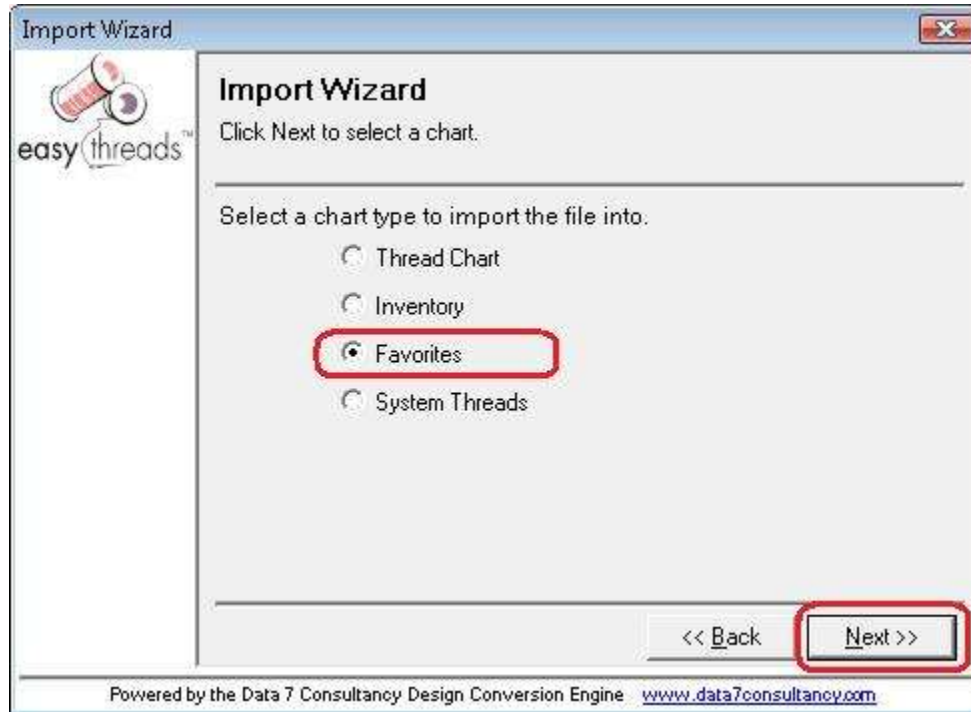 Import Wizard
easy threads™
Import Wizard
Click Next to select a chart.
Select a chart type to import the file into.
Thread Chart
Inventory
Favorites
System Threads
<< Back
Next >>
Powered by the Data 7 Consultancy Design Conversion Engine www.data7consultancy.com